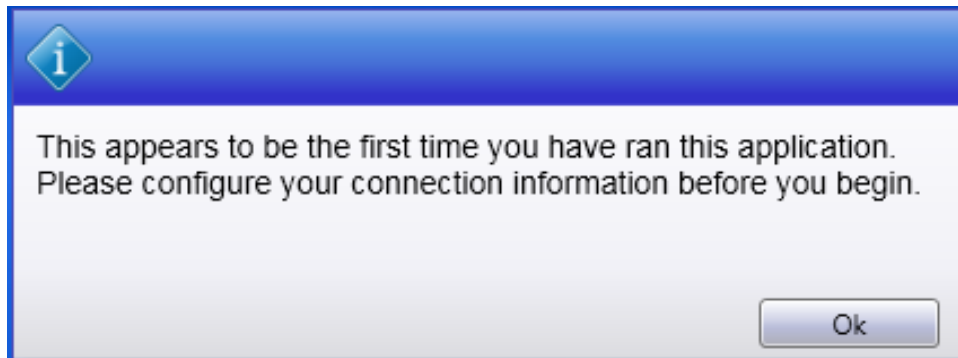 This appears to be the first time you have ran this application.
Please configure your connection information before you begin.
Ok